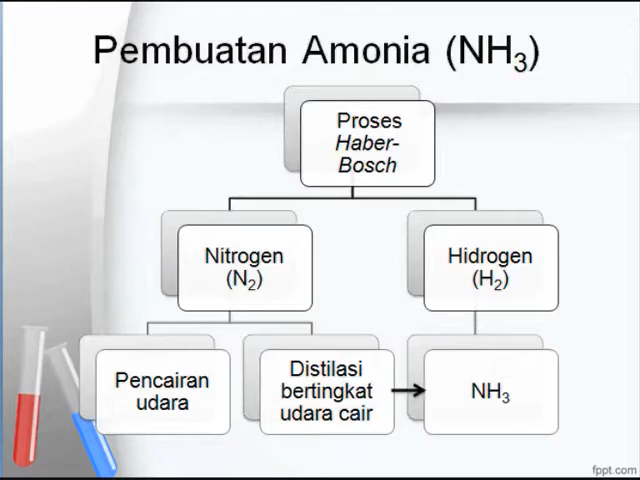 Pembuatan Amonia (NH₃)
Proses
Haber-
Bosch
Nitrogen
(N₂)
Hidrogen
(H₂)
Pencairan
udara
Distilasi
bertingkat
udara cair
NH₃
fppt.com